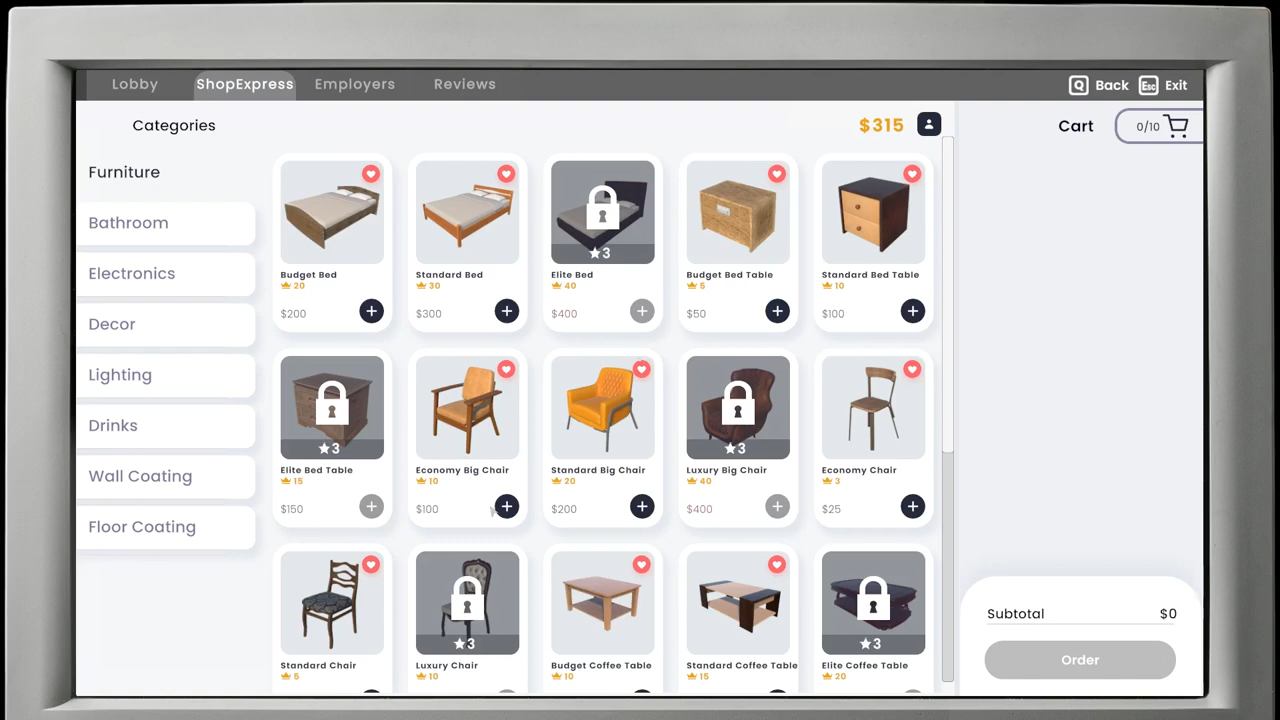 Lobby ShopExpress Employers Reviews Q Back Esc Exit
Categories $315 Cart 0/10
Furniture
Bathroom
Electronics
Decor
Lighting
Drinks
Wall Coating
Floor Coating
3
Budget Bed Standard Bed Elite Bed Budget Bed Table Standard Bed Table
20 30 40 5 10
$200 $300 $400 $50 $100
3 3
Elite Bed Table Economy Big Chair Standard Big Chair Luxury Big Chair Economy Chair
15 10 20 40 3
$150 $100 $200 $400 $25
3 3
Standard Chair Luxury Chair Budget Coffee Table Standard Coffee Table Elite Coffee Table
5 10 10 15 20
Subtotal $0
Order